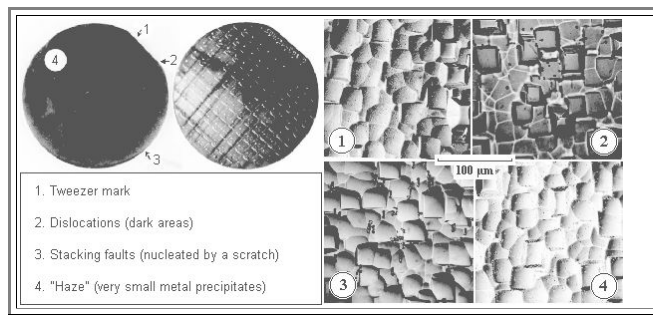 1
2
4
3
1. Tweezer mark
2. Dislocations (dark areas)
3. Stacking faults (nucleated by a scratch)
4. "Haze" (very small metal precipitates)
1
2
100 µm
3
4